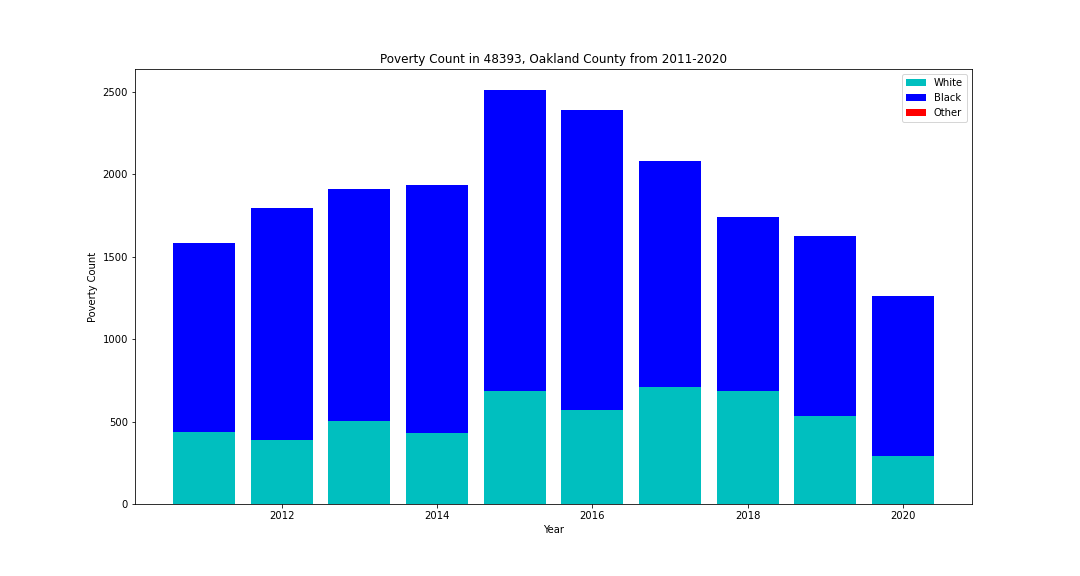 Poverty Count in 48393, Oakland County from 2011-2020
White
Black
Other
2500
2000
1500
1000
500
0
Poverty Count
2012
2014
2016
2018
2020
Year